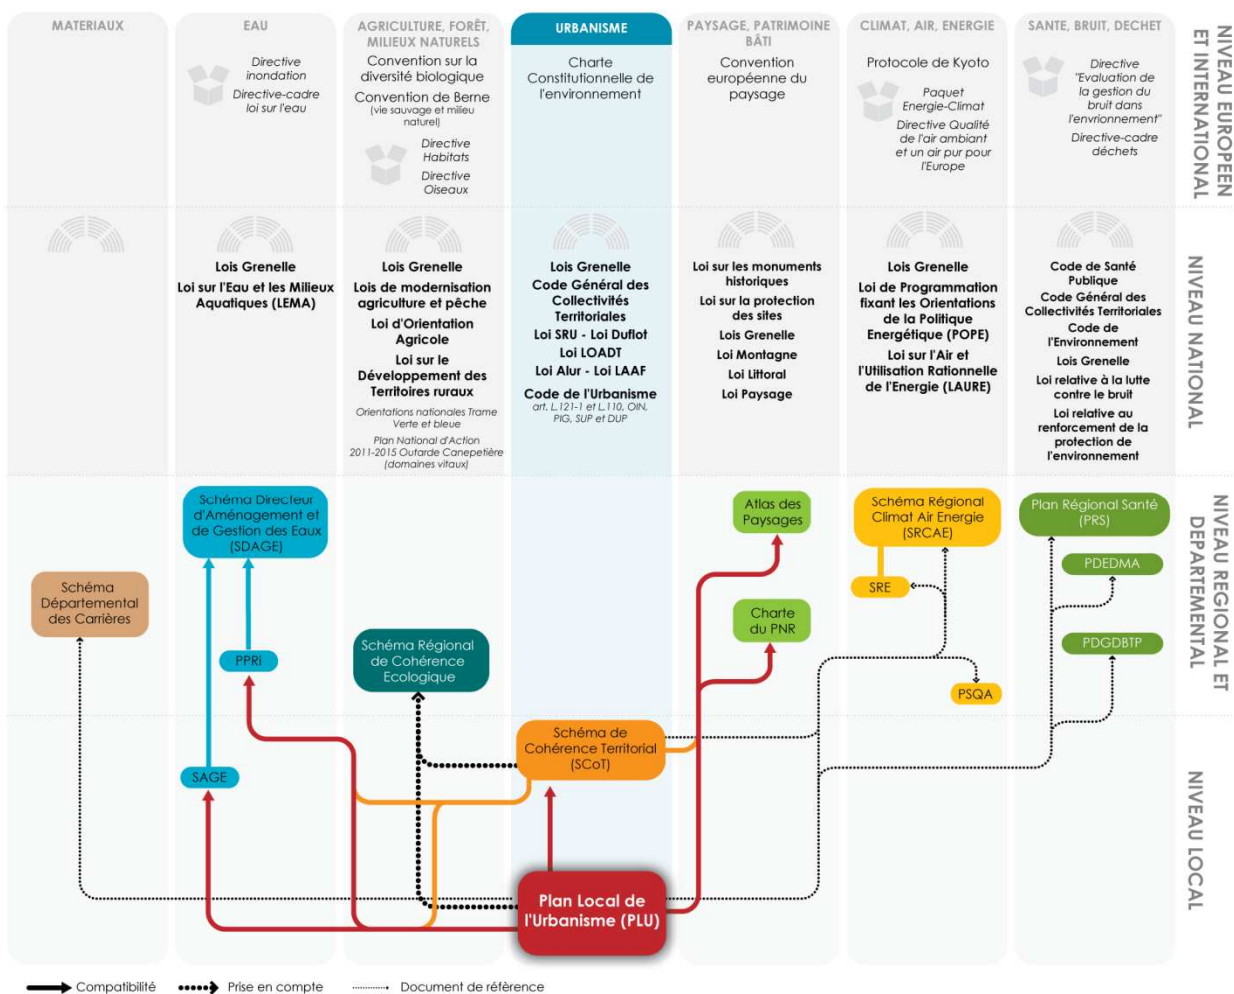 MATERIAUX
EAU
AGRICULTURE, FORÊT,
MILIEUX NATURELS
URBANISME
PAYSAGE, PATRIMOINE
BÂTI
CLIMAT, AIR, ENERGIE
SANTE, BRUIT, DECHET
NIVEAU EUROPEEN
ET INTERNATIONAL
Directive
inondation
Directive-cadre
loi sur l'eau
Convention sur la
diversité biologique
Convention de Berne
(vie sauvage et milieu
naturel)
Directive
Habitats
Directive
Oiseaux
Charte
Constitutionnelle de
l'environnement
Convention
européenne du
paysage
Protocole de Kyoto
Paquet
Energie-Climat
Directive Qualité
de l'air ambiant
et un air pur pour
l'Europe
Directive
"Evaluation de
la gestion du
bruit dans
l'envrionnement"
Directive-cadre
déchets
NIVEAU NATIONAL
Lois Grenelle
Loi sur l'Eau et les Milieux
Aquatiques (LEMA)
Lois Grenelle
Lois de modernisation
agriculture et pêche
Loi d'Orientation
Agricole
Loi sur le
Développement des
Territoires ruraux
Orientations nationales Trame
Verte et bleue
Plan National d'Action
2011-2015 Outarde Canepetière
(domaines vitaux)
Lois Grenelle
Code Général des
Collectivités
Territoriales
Loi SRU - Loi Duflot
Loi LOADT
Loi Alur - Loi LAAF
Code de l'Urbanisme
art. L.121-1 et L.110, OIN,
PIG, SUP et DUP
Loi sur les monuments
historiques
Loi sur la protection
des sites
Lois Grenelle
Loi Montagne
Loi Littoral
Loi Paysage
Lois Grenelle
Loi de Programmation
fixant les Orientations
de la Politique
Energétique (POPE)
Loi sur l'Air et
l'Utilisation Rationnelle
de l'Energie (LAURE)
Code de Santé
Publique
Code Général des
Collectivités Territoriales
Code de
l'Environnement
Lois Grenelle
Loi relative à la lutte
contre le bruit
Loi relative au
renforcement de la
protection de
l'environnement
NIVEAU REGIONAL ET
DEPARTEMENTAL
Schéma Directeur
d'Aménagement et
de Gestion des Eaux
(SDAGE)
Atlas des
Paysages
Schéma Régional
Climat Air Energie
(SRCAE)
Plan Régional Santé
(PRS)
Schéma
Départemental
des Carrières
SRE
PDEDMA
Charte
du PNR
Schéma Régional
de Cohérence
Ecologique
PPRi
PDGDBTP
PSQA
NIVEAU LOCAL
Schéma de
Cohérence Territorial
(SCoT)
SAGE
Plan Local de
l'Urbanisme (PLU)
Compatibilité
Prise en compte
Document de réfèrence